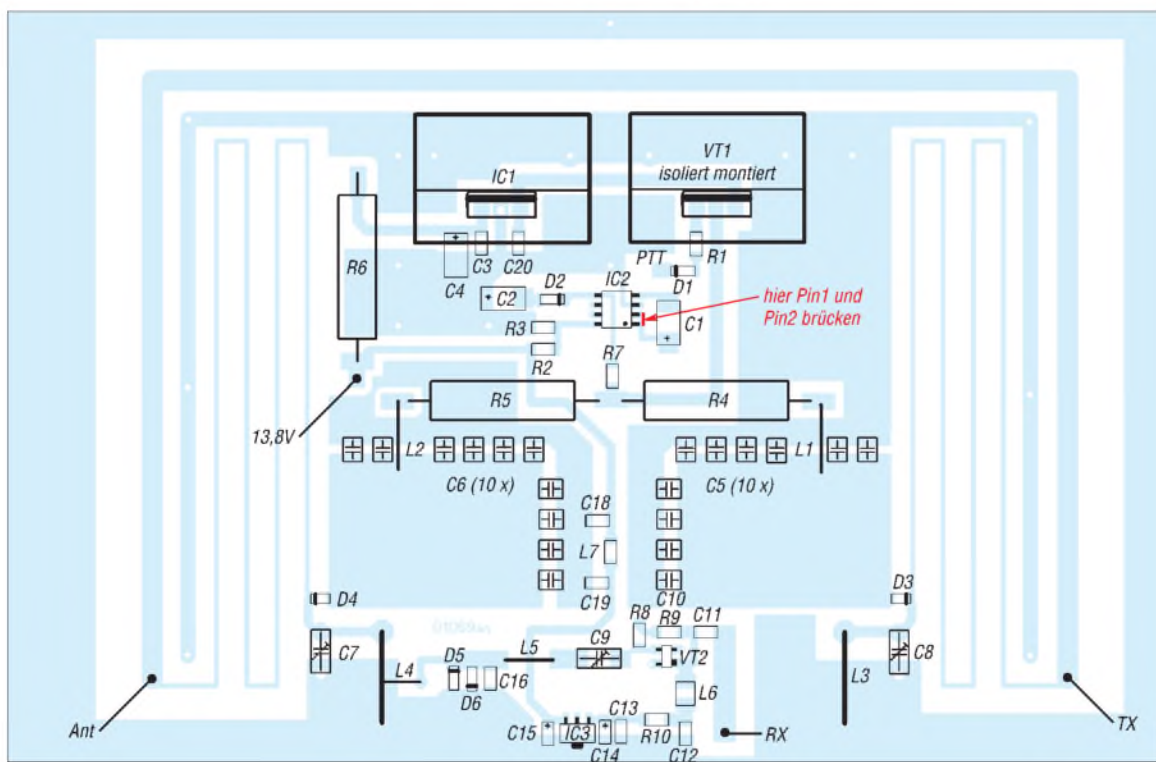 IC1
VT1
isoliert montiert
R6
C4
C3
C20
PTT
R1
D1
C2
D2
IC2
C1
hier Pin1 und
Pin2 brücken
R3
R2
R7
13,8V
R5
R4
L2
L1
C6 (10 x)
C5 (10 x)
C18
L7
C19
C10
D4
D3
R8
R9
C11
C7
L4
D5
D6
C16
L5
C9
VT2
L6
L3
C8
Ant
C15
IC3
C14
C13
R10
C12
RX
TX